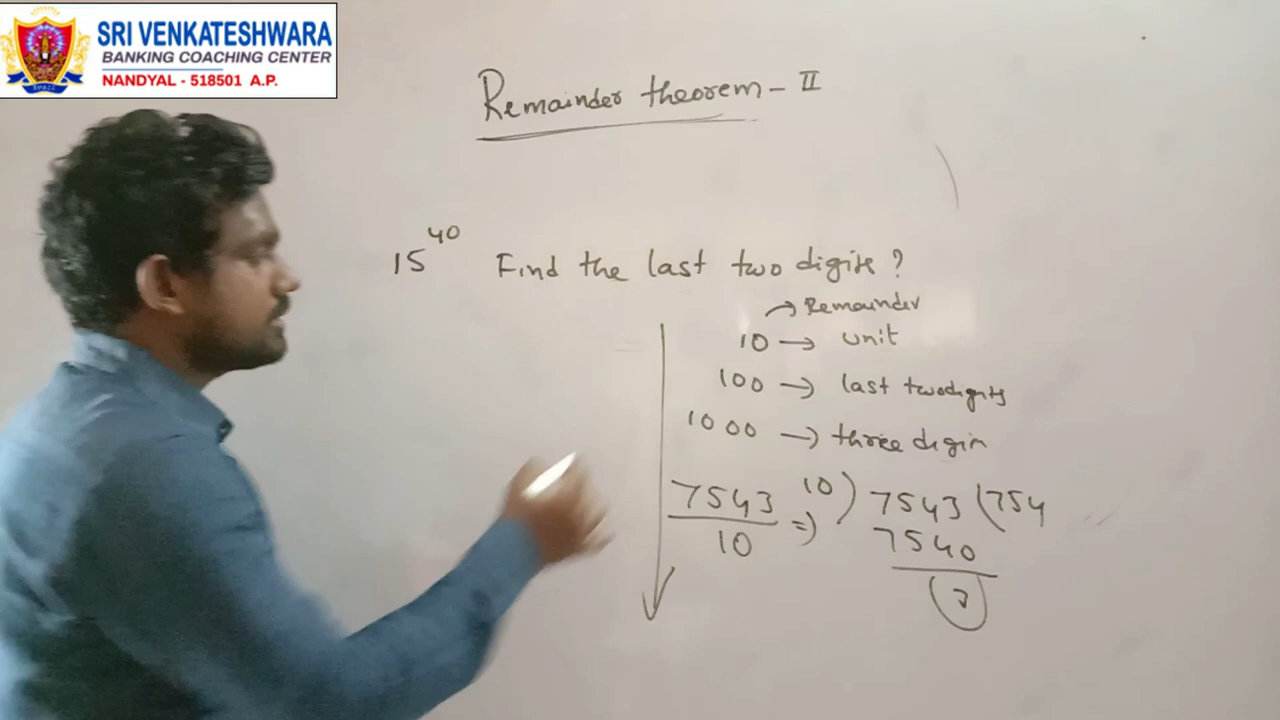 SRI VENKATESHWARA
BANKING COACHING CENTER
NANDYAL - 518501 A.P.
Remainder theorem - II
15^40 Find the last two digits?
→ Remainder
10 → unit
100 → last two digits
1000 → three digit
7543/10 ⇒ 10) 7543 (754
7540
3